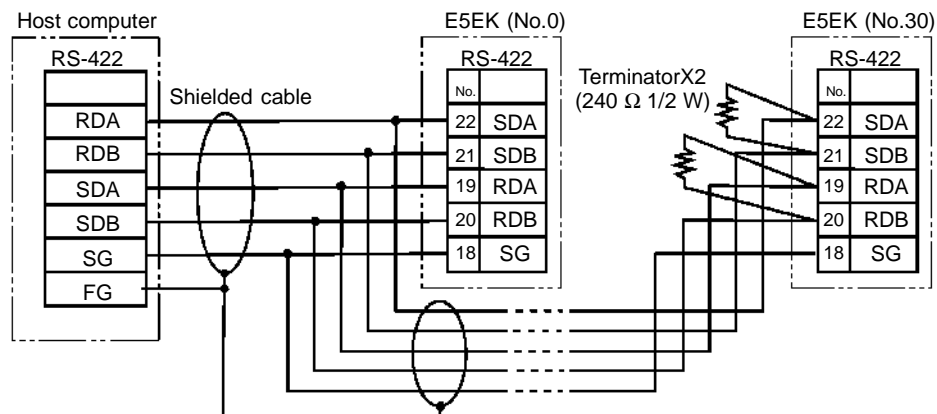 Host computer
RS-422
RDA
RDB
SDA
SDB
SG
FG
Shielded cable
E5EK (No.0)
RS-422
No.
22 SDA
21 SDB
19 RDA
20 RDB
18 SG
TerminatorX2
(240 Ω 1/2 W)
E5EK (No.30)
RS-422
No.
22 SDA
21 SDB
19 RDA
20 RDB
18 SG